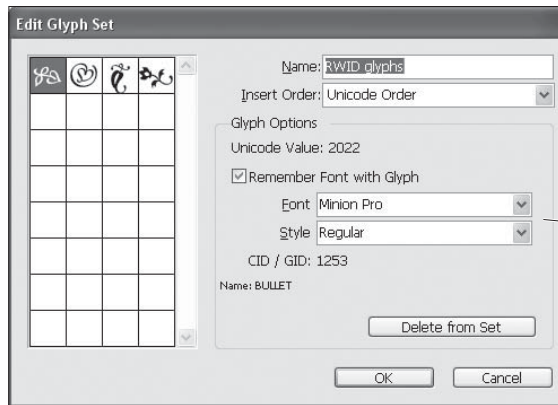 Edit Glyph Set
Name: RWID glyphs
Insert Order: Unicode Order
Glyph Options
Unicode Value: 2022
Remember Font with Glyph
Font Minion Pro
Style Regular
CID / GID: 1253
Name: BULLET
Delete from Set
OK Cancel